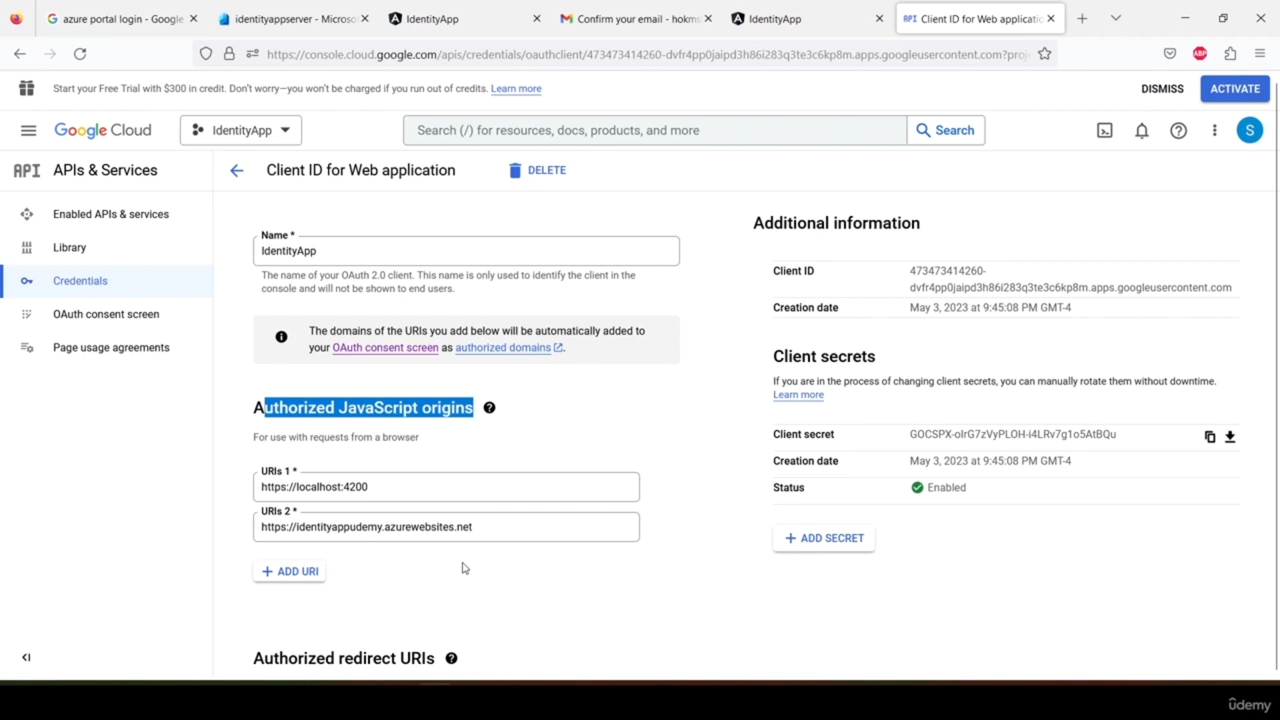 azure portal login - Google
identityappserver - Microso
IdentityApp
Confirm your email - hokm
IdentityApp
API Client ID for Web applicatio
https://console.cloud.google.com/apis/credentials/oauthclient/473473414260-dvfr4pp0jaipd3h86i283q3te3c6kp8m.apps.googleusercontent.com?proj
ABP
Start your Free Trial with $300 in credit. Don't worry—you won't be charged if you run out of credits. Learn more
DISMISS
ACTIVATE
Google Cloud
IdentityApp
Search (/) for resources, docs, products, and more
Search
S
API APIs & Services
Client ID for Web application
DELETE
Enabled APIs & services
Library
Credentials
OAuth consent screen
Page usage agreements
Name *
IdentityApp
The name of your OAuth 2.0 client. This name is only used to identify the client in the
console and will not be shown to end users.
The domains of the URIs you add below will be automatically added to
your OAuth consent screen as authorized domains.
Authorized JavaScript origins
For use with requests from a browser
URIs 1 *
https://localhost:4200
URIs 2 *
https://identityappudemy.azurewebsites.net
+ ADD URI
Authorized redirect URIs
Additional information
Client ID
473473414260-
dvfr4pp0jaipd3h86i283q3te3c6kp8m.apps.googleusercontent.com
Creation date
May 3, 2023 at 9:45:08 PM GMT-4
Client secrets
If you are in the process of changing client secrets, you can manually rotate them without downtime.
Learn more
Client secret
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
Creation date
May 3, 2023 at 9:45:08 PM GMT-4
Status
Enabled
+ ADD SECRET
ûdemy